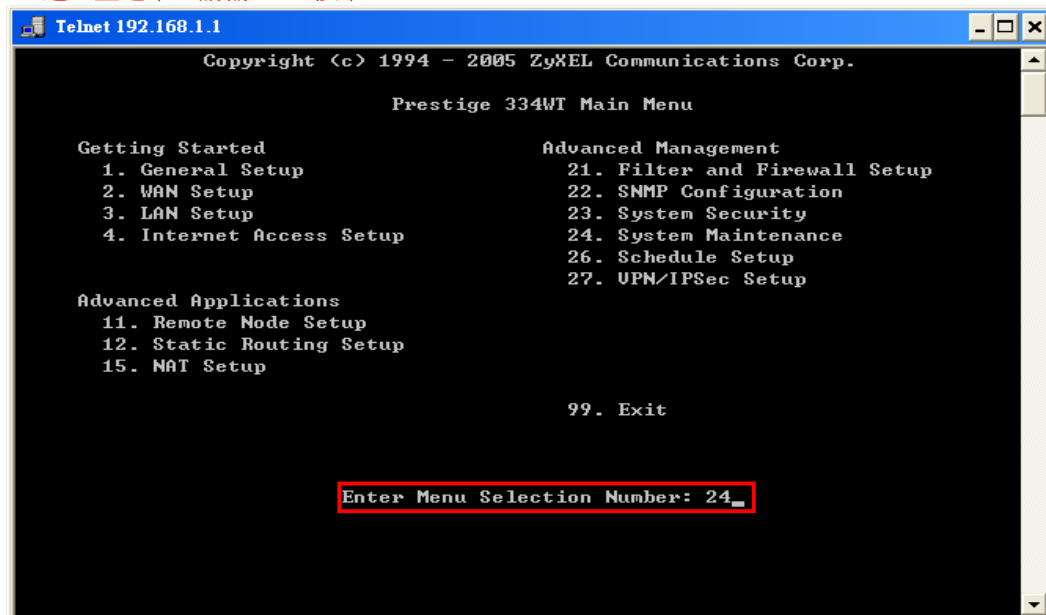 Telnet 192.168.1.1
Copyright (c) 1994 - 2005 ZyXEL Communications Corp.
Prestige 334WT Main Menu
Getting Started
1. General Setup
2. WAN Setup
3. LAN Setup
4. Internet Access Setup
Advanced Applications
11. Remote Node Setup
12. Static Routing Setup
15. NAT Setup
Advanced Management
21. Filter and Firewall Setup
22. SNMP Configuration
23. System Security
24. System Maintenance
26. Schedule Setup
27. VPN/IPSec Setup
99. Exit
Enter Menu Selection Number: 24_